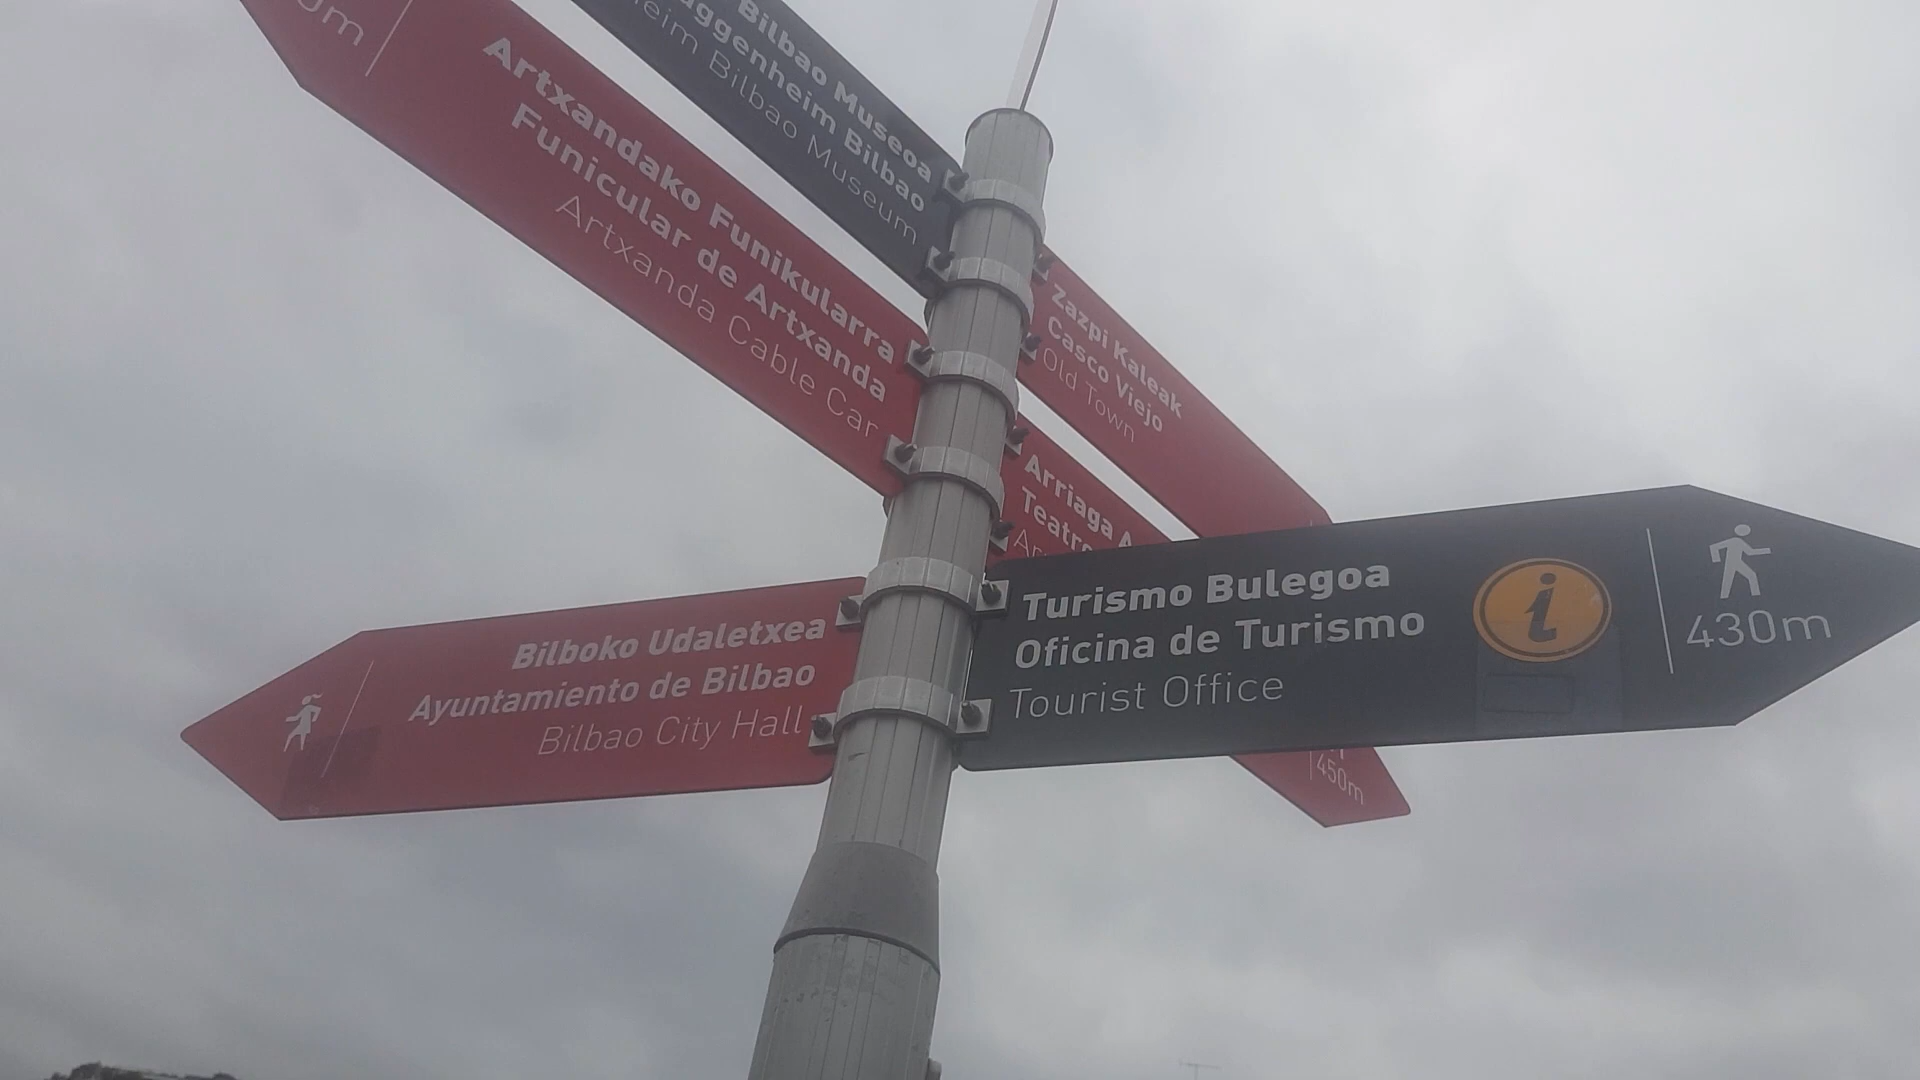 Bilbao Museoa
Guggenheim Bilbao
Bilbao Museum
Artxandako Funikularra
Funicular de Artxanda
Artxanda Cable Car
Zazpi Kaleak
Casco Viejo
Old Town
Arriaga
450m
Turismo Bulegoa
Oficina de Turismo
Tourist Office
i
430m
Bilboko Udaletxea
Ayuntamiento de Bilbao
Bilbao City Hall